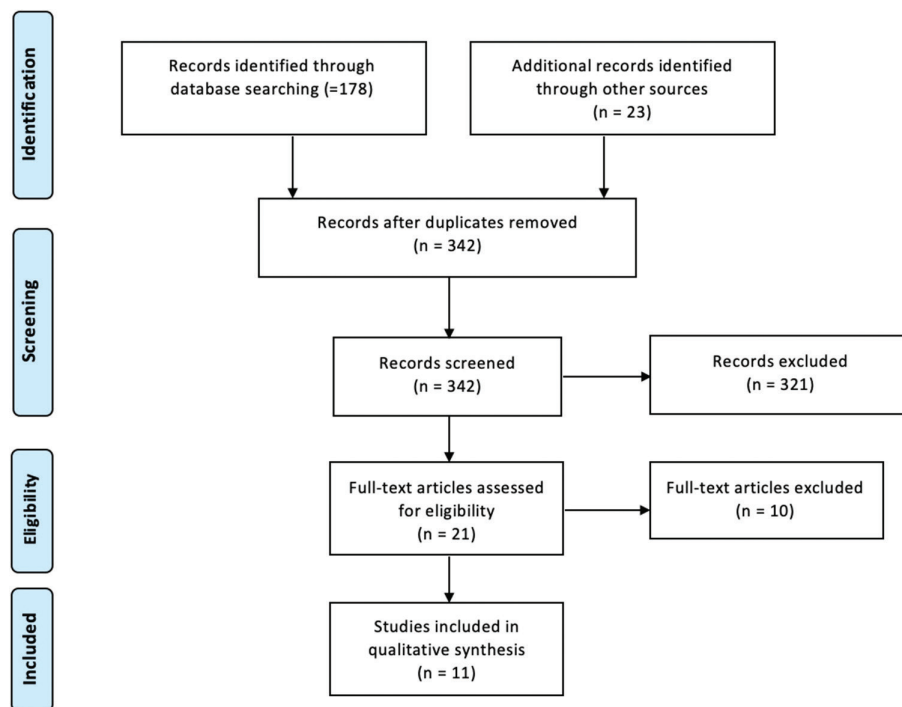 Identification
Records identified through
database searching (=178)
Additional records identified
through other sources
(n = 23)
Records after duplicates removed
(n = 342)
Screening
Records screened
(n = 342)
Records excluded
(n = 321)
Eligibility
Full-text articles assessed
for eligibility
(n = 21)
Full-text articles excluded
(n = 10)
Included
Studies included in
qualitative synthesis
(n = 11)